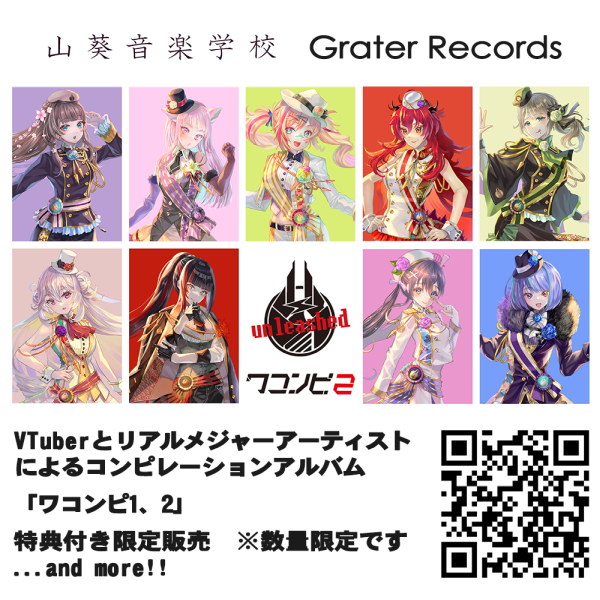 山葵音楽学校 Grater Records
unleashed
ワコンピ2
VTuberとリアルメジャーアーティスト
によるコンピレーションアルバム
「ワコンピ1、2」
特典付き限定販売 ※数量限定です
...and more!!